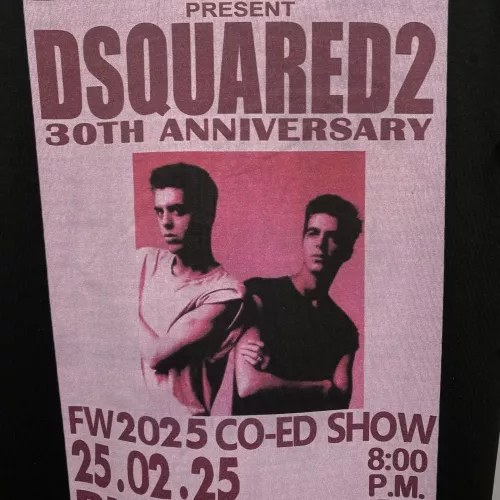 PRESENT
DSQUARED2
30TH ANNIVERSARY
FW2025 CO-ED SHOW
25.02.25
8:00
P.M.